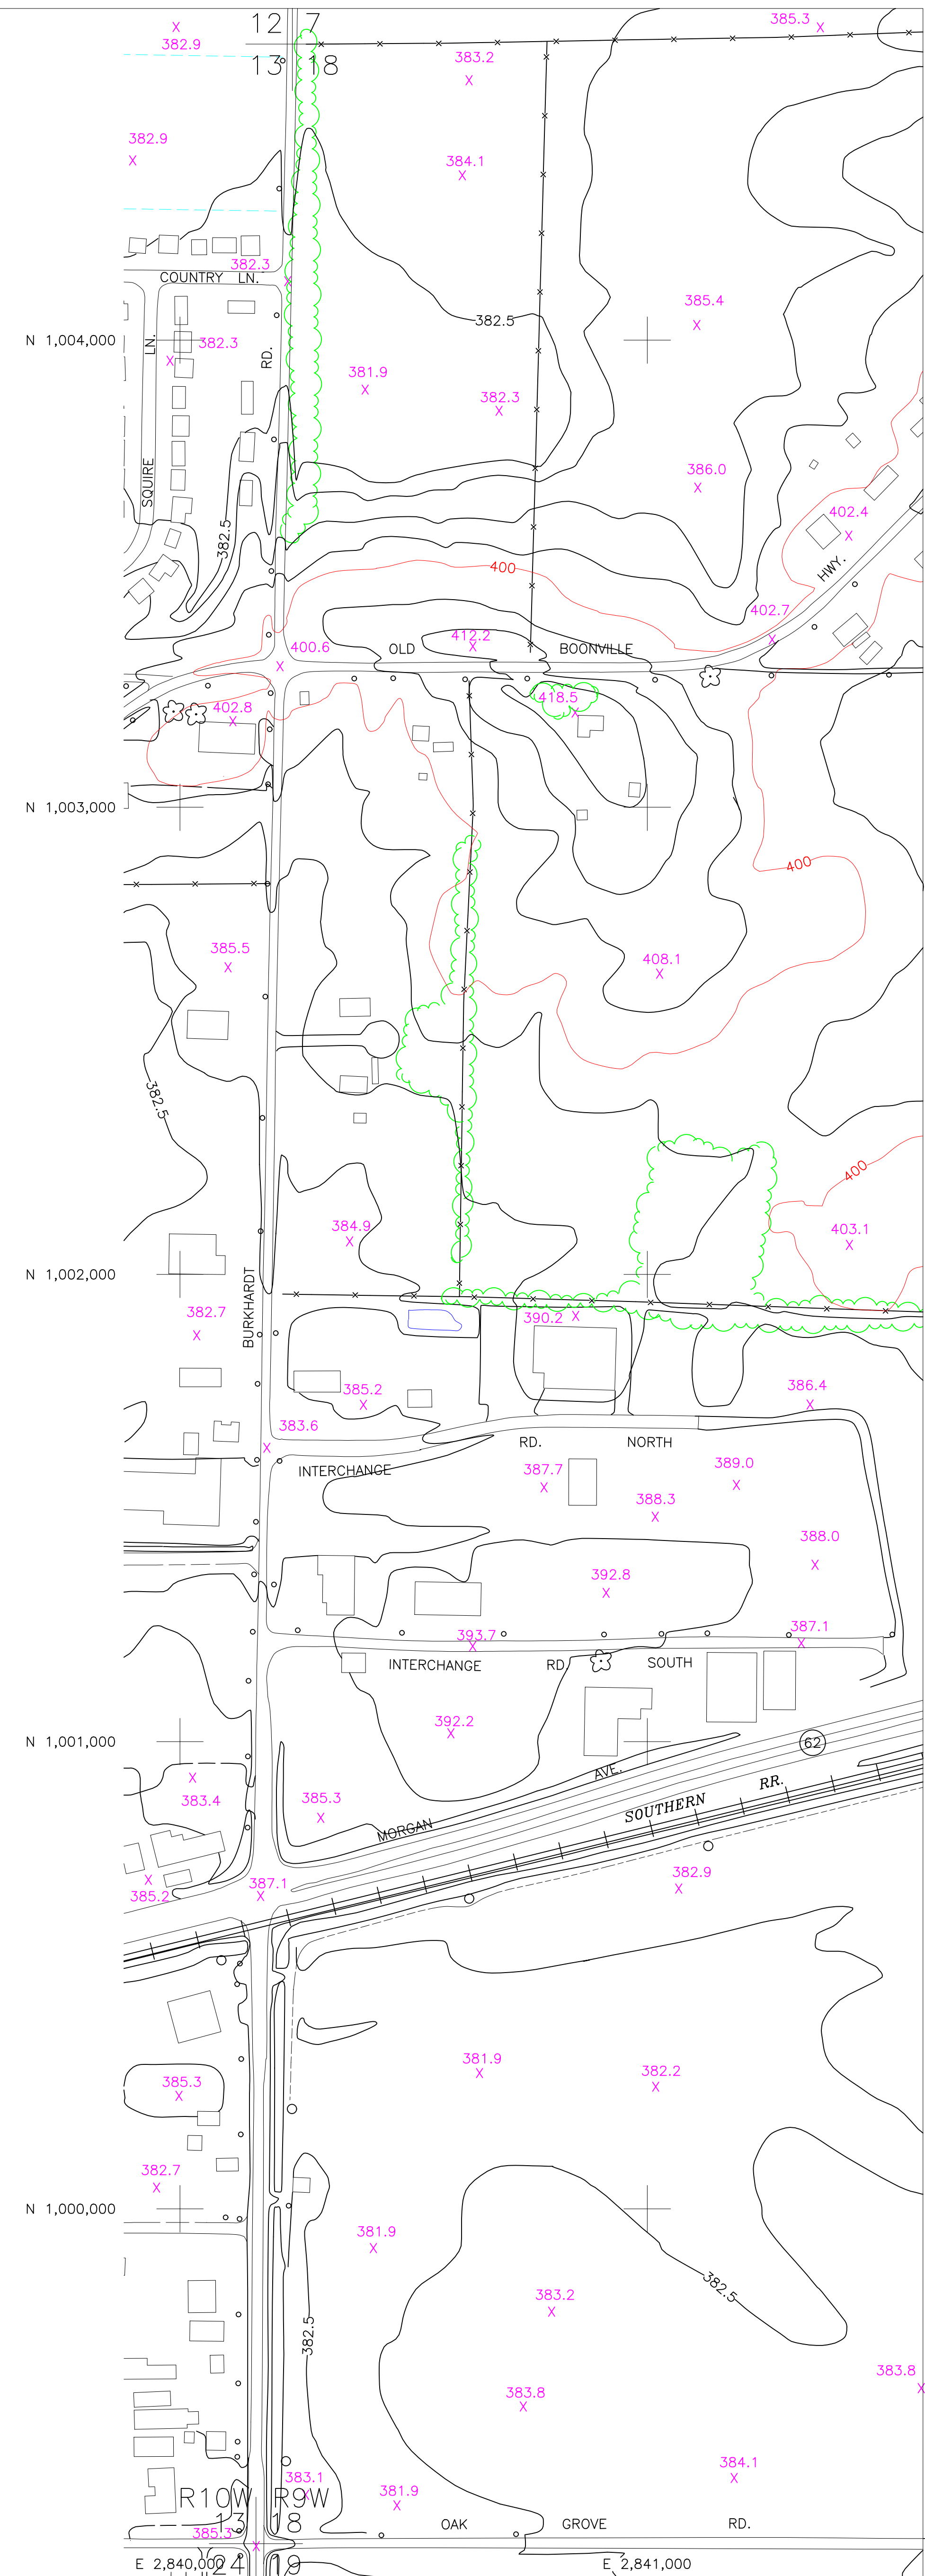 12 7
385.3
382.9
383.2
13 18
382.9
384.1
382.3
COUNTRY LN.
385.4
382.5
N 1,004,000
LN.
382.3
RD.
381.9
382.3
SQUIRE
386.0
382.5
402.4
400
HWY.
402.7
412.2
400.6
OLD BOONVILLE
418.5
402.8
N 1,003,000
400
385.5
408.1
382.5
400
384.9
403.1
N 1,002,000
BURKHARDT
382.7
390.2
385.2
386.4
383.6
RD. NORTH
INTERCHANGE
387.7
389.0
388.3
388.0
392.8
387.1
393.7
INTERCHANGE RD. SOUTH
392.2
N 1,001,000
62
AVE.
RR.
383.4
385.3
SOUTHERN
MORGAN
382.9
387.1
385.2
381.9
382.2
385.3
382.7
N 1,000,000
381.9
382.5
383.2
382.5
383.8
383.8
384.1
383.1
381.9
R10W R9W
13 18
OAK GROVE RD.
385.3
E 2,840,000
24 19
E 2,841,000